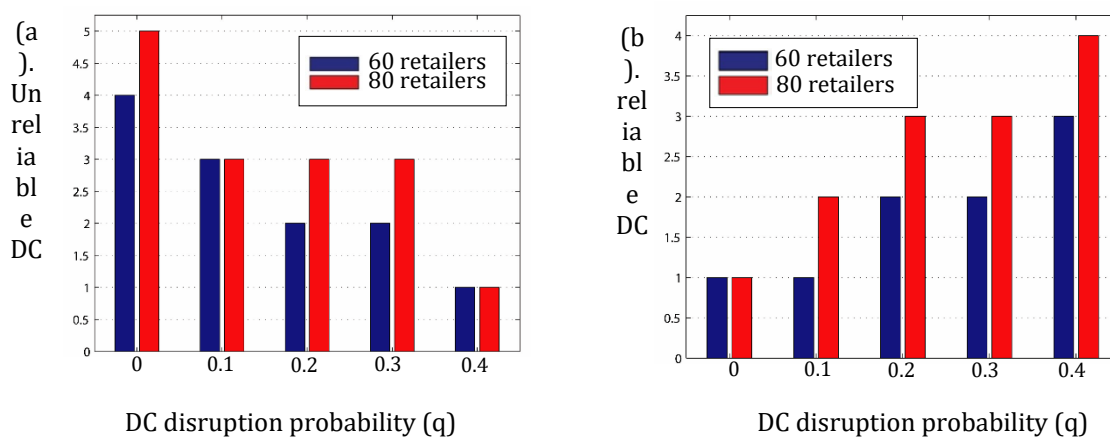 (a
).
Un
rel
ia
bl
e
DC
5
4.5
4
3.5
3
2.5
2
1.5
1
0.5
0
60 retailers
80 retailers
0 0.1 0.2 0.3 0.4
DC disruption probability (q)
(b
).
rel
ia
bl
e
DC
4
3.5
3
2.5
2
1.5
1
0.5
0
60 retailers
80 retailers
0 0.1 0.2 0.3 0.4
DC disruption probability (q)